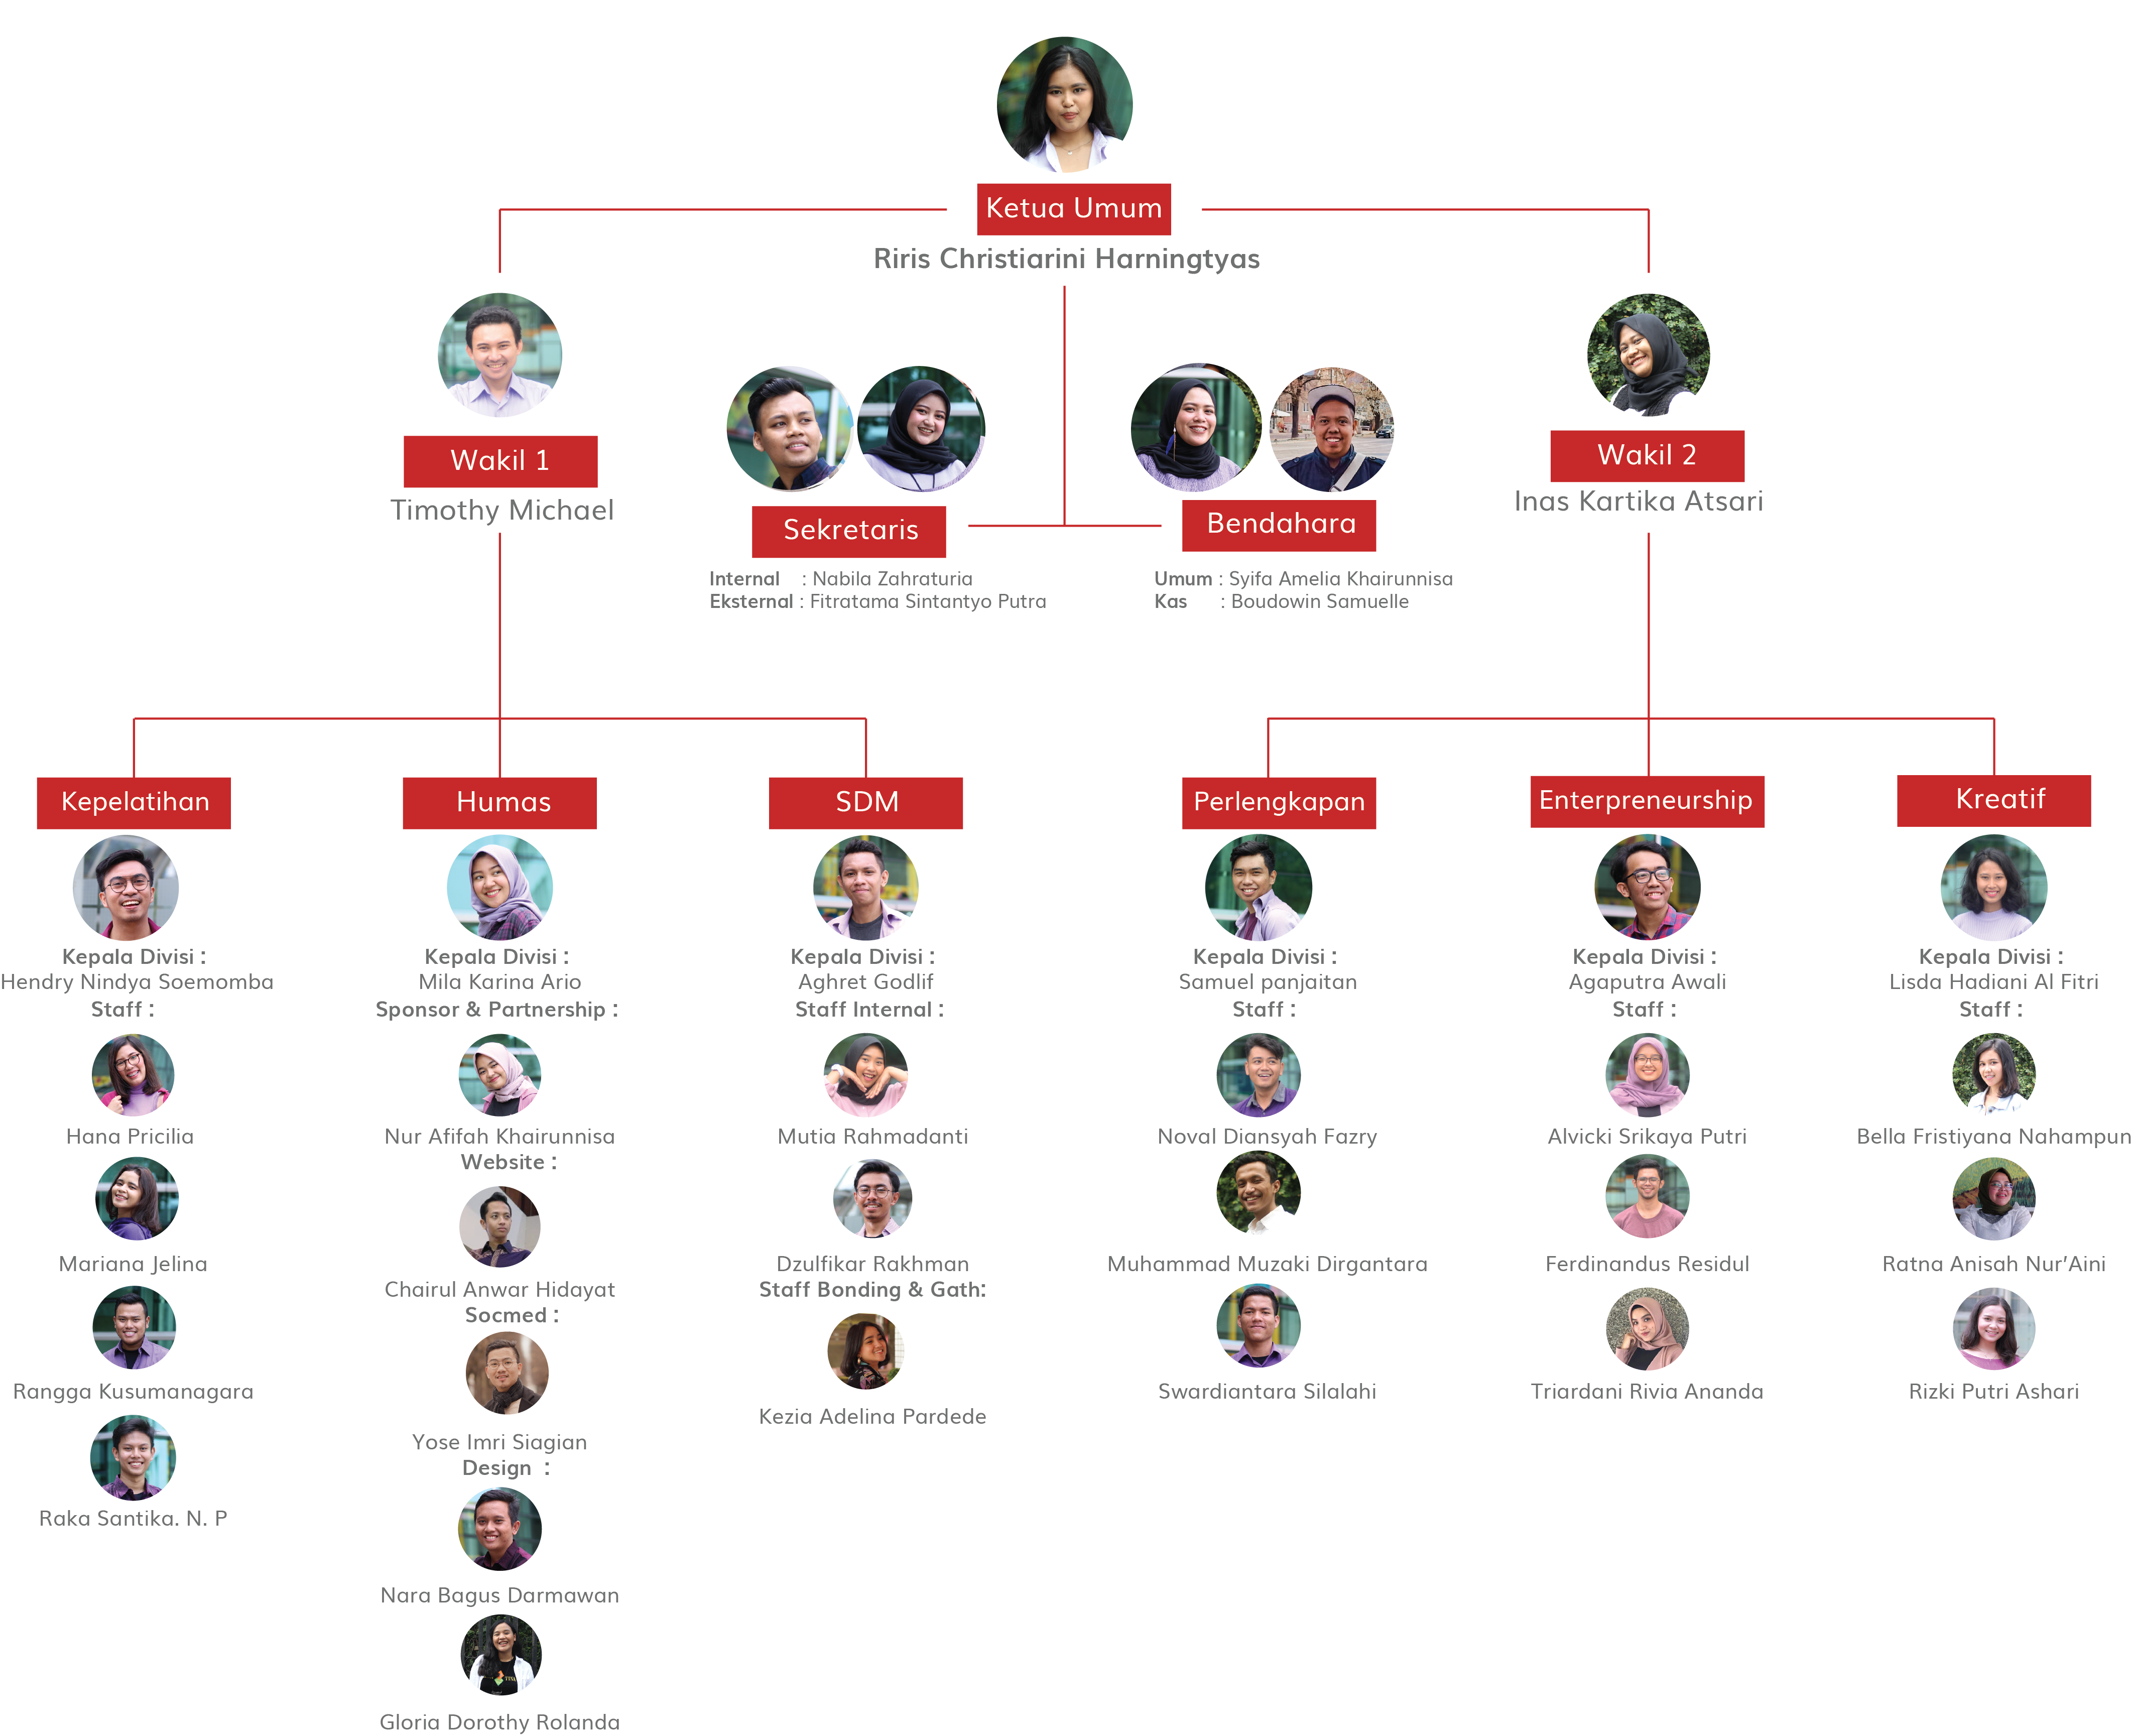 Ketua Umum
Riris Christiarini Harningtyas
Wakil 1
Timothy Michael
Sekretaris
Internal : Nabila Zahraturia
Eksternal : Fitratama Sintantyo Putra
Bendahara
Umum : Syifa Amelia Khairunnisa
Kas : Boudowin Samuelle
Wakil 2
Inas Kartika Atsari
Kepelatihan
Kepala Divisi :
Hendry Nindya Soemomba
Staff :
Hana Pricilia
Mariana Jelina
Rangga Kusumanagara
Raka Santika. N. P
Humas
Kepala Divisi :
Mila Karina Ario
Sponsor & Partnership :
Nur Afifah Khairunnisa
Website :
Chairul Anwar Hidayat
Socmed :
Yose Imri Siagian
Design :
Nara Bagus Darmawan
Gloria Dorothy Rolanda
SDM
Kepala Divisi :
Aghret Godlif
Staff Internal :
Mutia Rahmadanti
Dzulfikar Rakhman
Staff Bonding & Gath:
Kezia Adelina Pardede
Perlengkapan
Kepala Divisi :
Samuel panjaitan
Staff :
Noval Diansyah Fazry
Muhammad Muzaki Dirgantara
Swardiantara Silalahi
Enterpreneurship
Kepala Divisi :
Agaputra Awali
Staff :
Alvicki Srikaya Putri
Ferdinandus Residul
Triardani Rivia Ananda
Kreatif
Kepala Divisi :
Lisda Hadiani Al Fitri
Staff :
Bella Fristiyana Nahampun
Ratna Anisah Nur’Aini
Rizki Putri Ashari